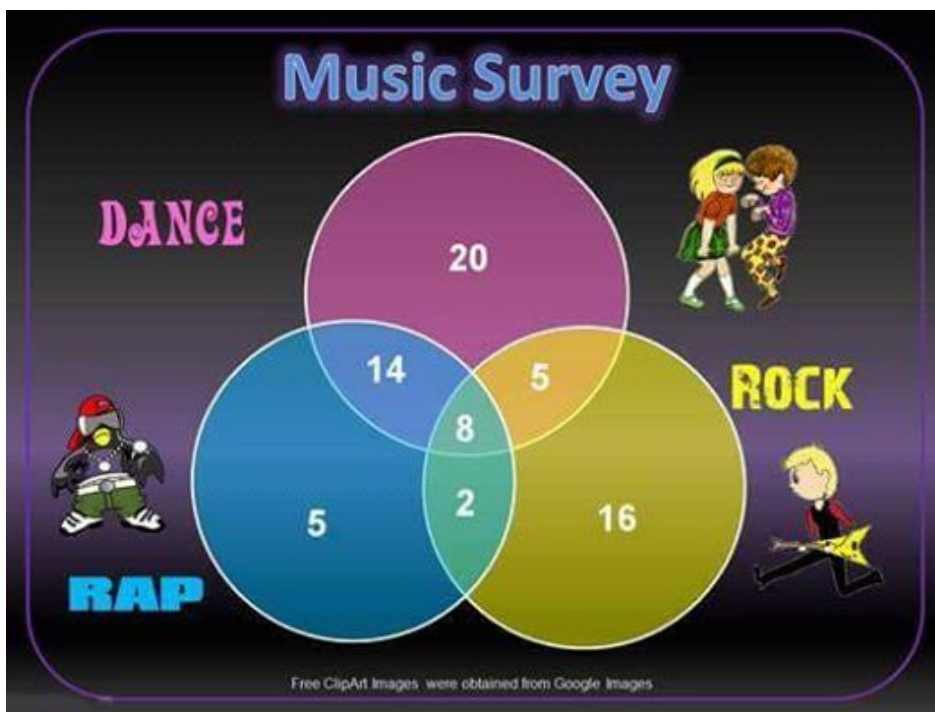 Music Survey
DANCE
20
14
5
ROCK
8
2
5
16
RAP
Free ClipArt Images were obtained from Google Images